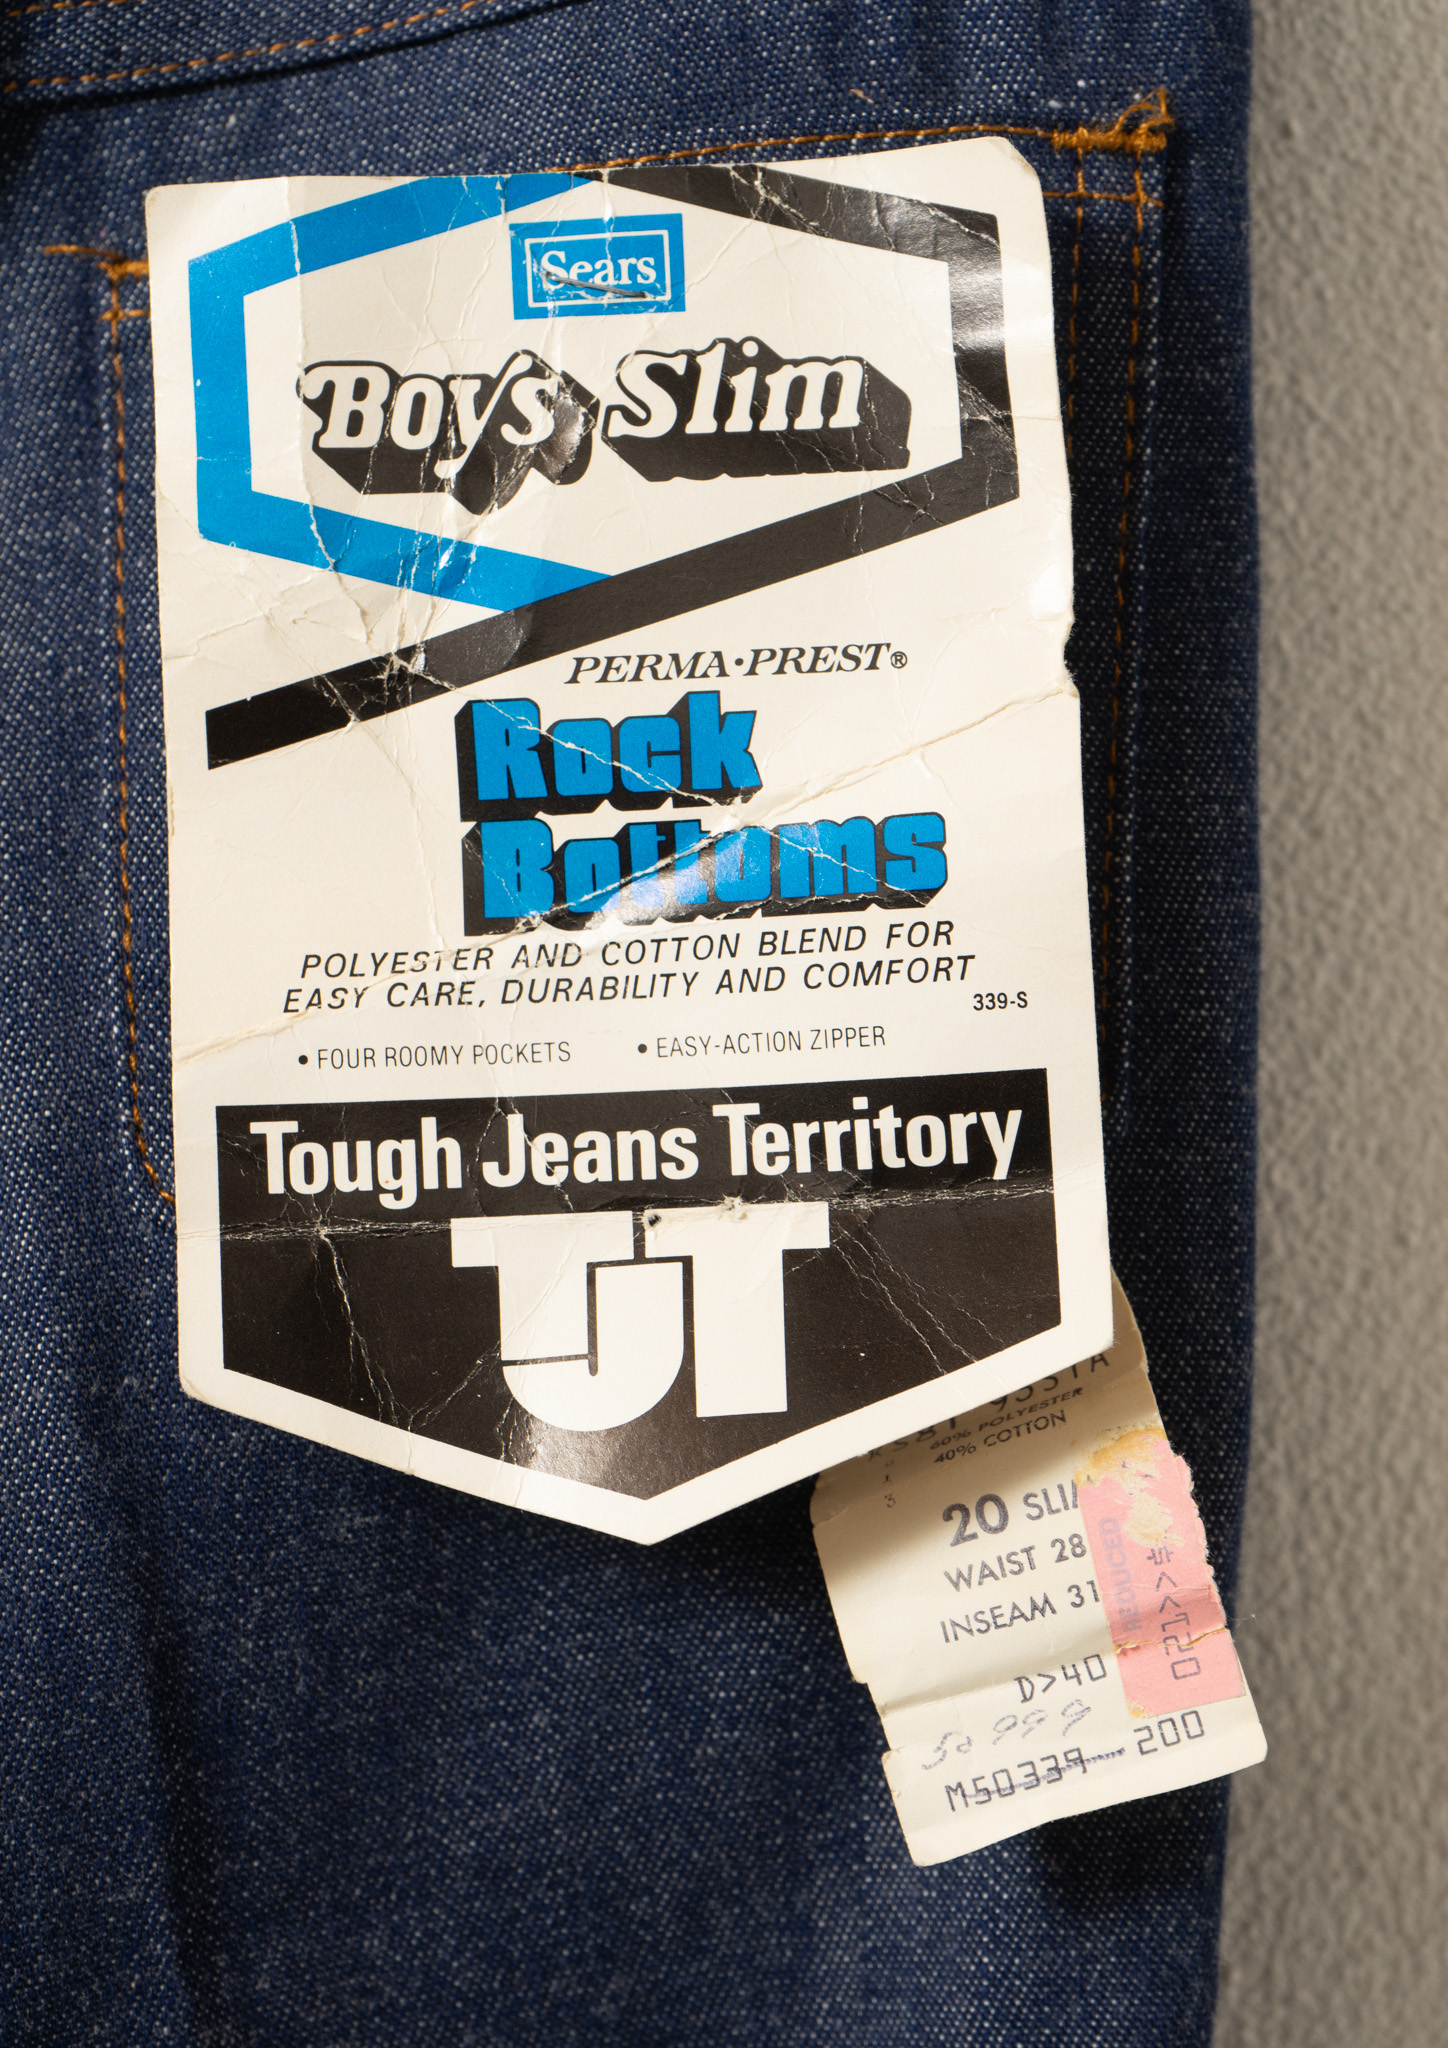 Sears
Boys Slim
PERMA·PREST®
Rock
Bottoms
POLYESTER AND COTTON BLEND FOR
EASY CARE, DURABILITY AND COMFORT
339-S
• FOUR ROOMY POCKETS • EASY-ACTION ZIPPER
Tough Jeans Territory
TJT
60% POLYESTER
40% COTTON
20 SLIM
WAIST 28
INSEAM 31
REDUCED
D>40
M50339 200